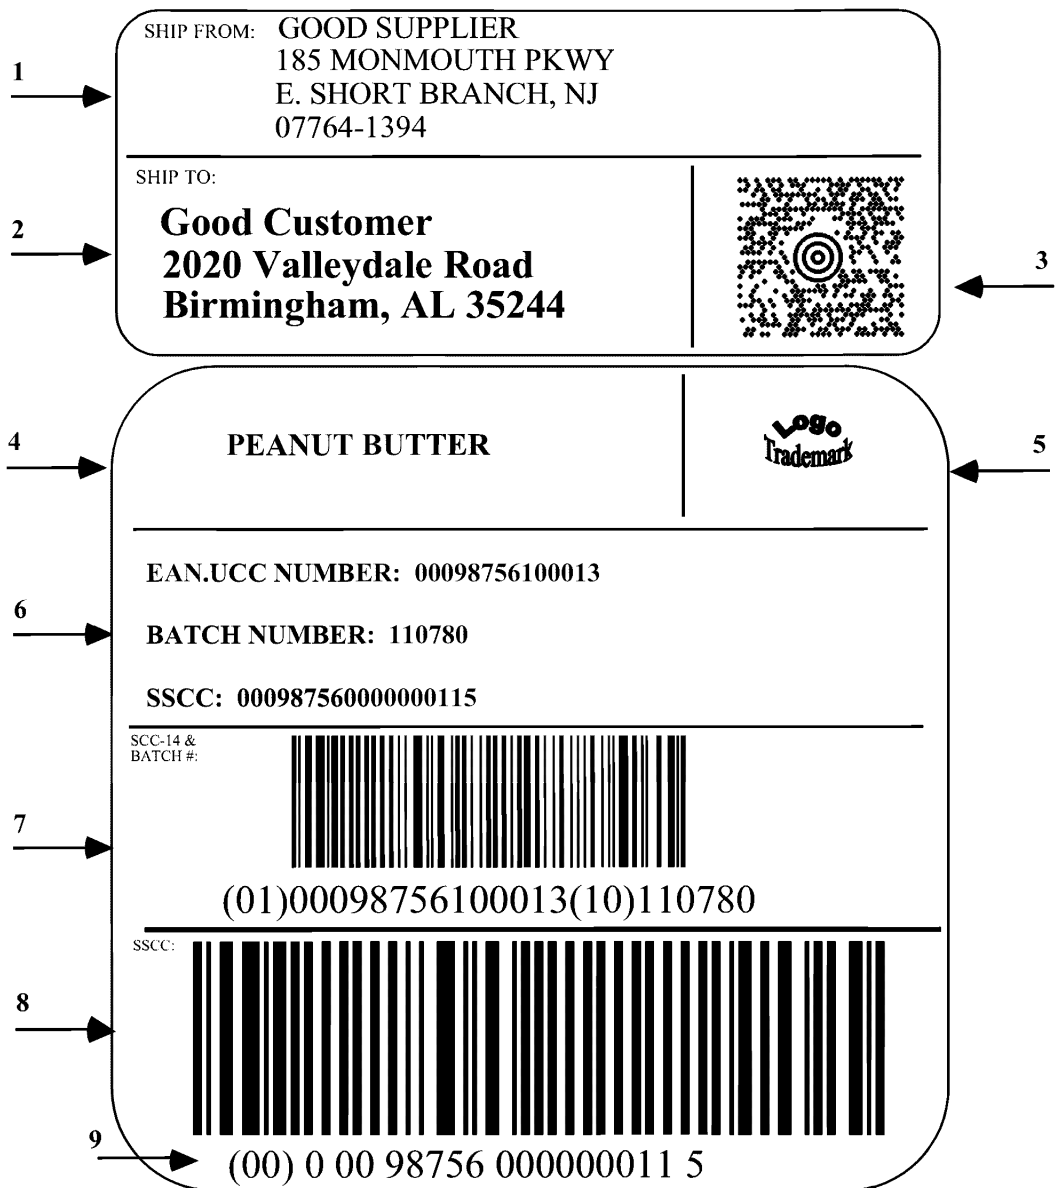 SHIP FROM: GOOD SUPPLIER
185 MONMOUTH PKWY
E. SHORT BRANCH, NJ
07764-1394
1
SHIP TO:
Good Customer
2020 Valleydale Road
Birmingham, AL 35244
2
3
4
PEANUT BUTTER
Logo
Trademark
5
EAN.UCC NUMBER: 00098756100013
6
BATCH NUMBER: 110780
SSCC: 000987560000000115
SCC-14 &
BATCH #:
7
(01)00098756100013(10)110780
SSCC:
8
9
(00) 0 00 98756 000000011 5